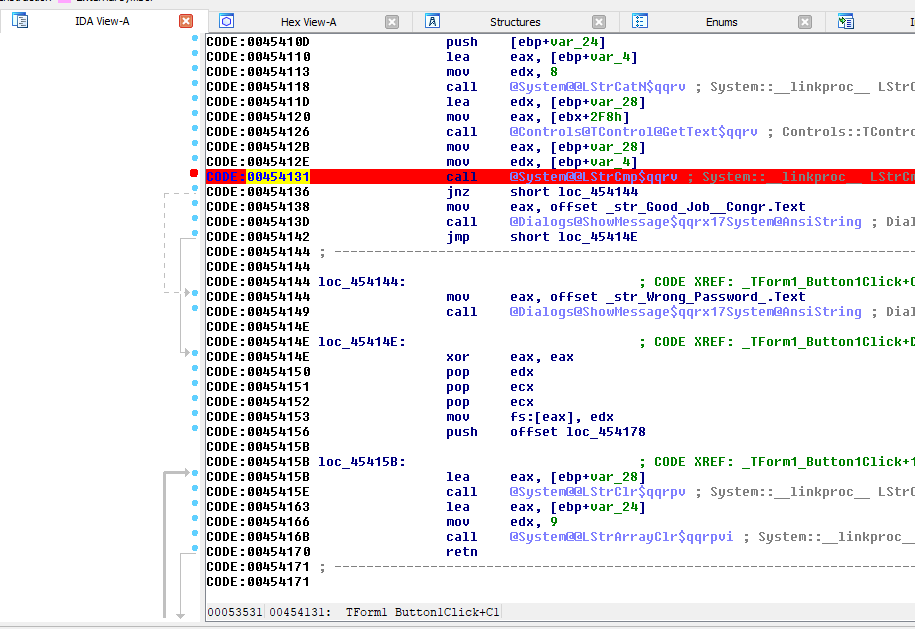 IDA View-A Hex View-A Structures Enums
CODE:0045410D push [ebp+var_24]
CODE:00454110 lea eax, [ebp+var_4]
CODE:00454113 mov edx, 8
CODE:00454118 call @System@@LStrCatN$qqrv ; System::__linkproc__ LStr
CODE:0045411D lea edx, [ebp+var_28]
CODE:00454120 mov eax, [ebx+2F8h]
CODE:00454126 call @Controls@TControl@GetText$qqrv ; Controls::TContro
CODE:0045412B mov eax, [ebp+var_28]
CODE:0045412E mov edx, [ebp+var_4]
CODE:00454131 call @System@@LStrCmp$qqrv ; System::__linkproc__ LStrCm
CODE:00454136 jnz short loc_454144
CODE:00454138 mov eax, offset _str_Good_Job__Congr.Text
CODE:0045413D call @Dialogs@ShowMessage$qqrx17System@AnsiString ; Dial
CODE:00454142 jmp short loc_45414E
CODE:00454144 ; ---------------------------------------------------------------------------
CODE:00454144
CODE:00454144 loc_454144: ; CODE XREF: _TForm1_Button1Click+
CODE:00454144 mov eax, offset _str_Wrong_Password_.Text
CODE:00454149 call @Dialogs@ShowMessage$qqrx17System@AnsiString ; Dial
CODE:0045414E
CODE:0045414E loc_45414E: ; CODE XREF: _TForm1_Button1Click+
CODE:0045414E xor eax, eax
CODE:00454150 pop edx
CODE:00454151 pop ecx
CODE:00454152 pop ecx
CODE:00454153 mov fs:[eax], edx
CODE:00454156 push offset loc_454178
CODE:0045415B
CODE:0045415B loc_45415B: ; CODE XREF: _TForm1_Button1Click+1
CODE:0045415B lea eax, [ebp+var_28]
CODE:0045415E call @System@@LStrClr$qqrpv ; System::__linkproc__ LStr
CODE:00454163 lea eax, [ebp+var_24]
CODE:00454166 mov edx, 9
CODE:0045416B call @System@@LStrArrayClr$qqrpvi ; System::__linkproc__
CODE:00454170 retn
CODE:00454171 ; ---------------------------------------------------------------------------
CODE:00454171
00053531 00454131: TForm1 Button1Click+C1